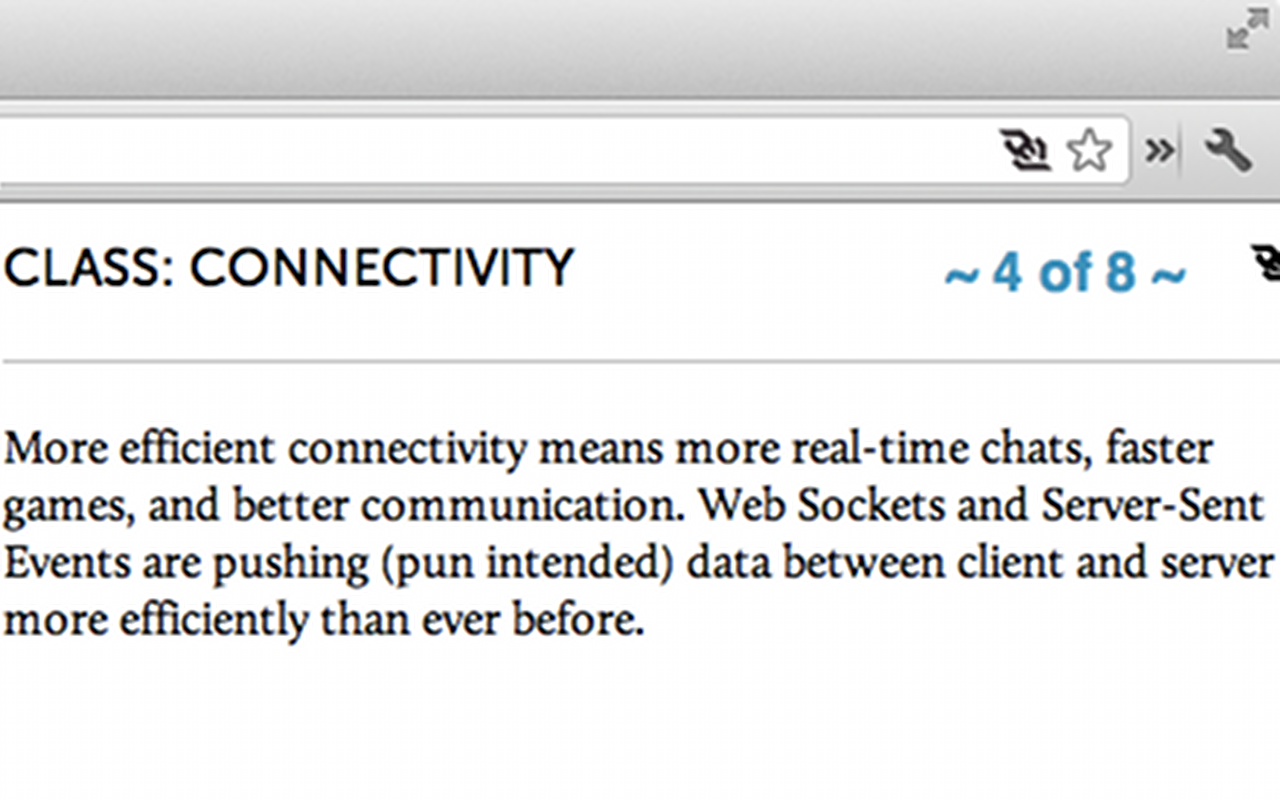 CLASS: CONNECTIVITY
~ 4 of 8 ~
More efficient connectivity means more real-time chats, faster
games, and better communication. Web Sockets and Server-Sent
Events are pushing (pun intended) data between client and server
more efficiently than ever before.